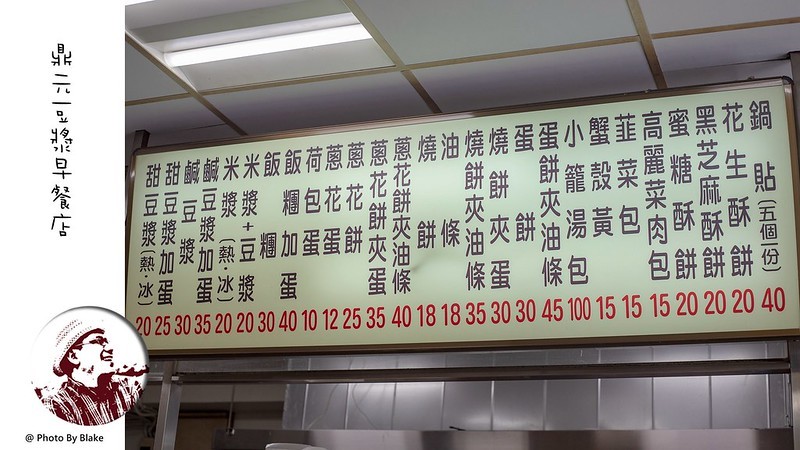 鼎元豆漿早餐店
鍋貼(五個一份) 40
花生酥餅 20
黑芝麻酥餅 20
蜜糖酥餅 20
高麗菜肉包 15
韮菜包 15
蟹殼黃 15
小籠湯包 100
蛋餅夾油條 45
蛋餅 30
燒餅夾蛋 30
燒餅夾油條 35
油條 18
燒餅 18
蔥花餅夾油條 40
蔥花餅夾蛋 35
蔥花餅 25
蔥花蛋 12
荷包蛋 10
飯糰加蛋 40
飯糰 30
米漿+豆漿 20
米漿(熱·冰) 20
鹹豆漿加蛋 35
鹹豆漿 30
甜豆漿加蛋 25
甜豆漿(熱·冰) 20
@ Photo By Blake